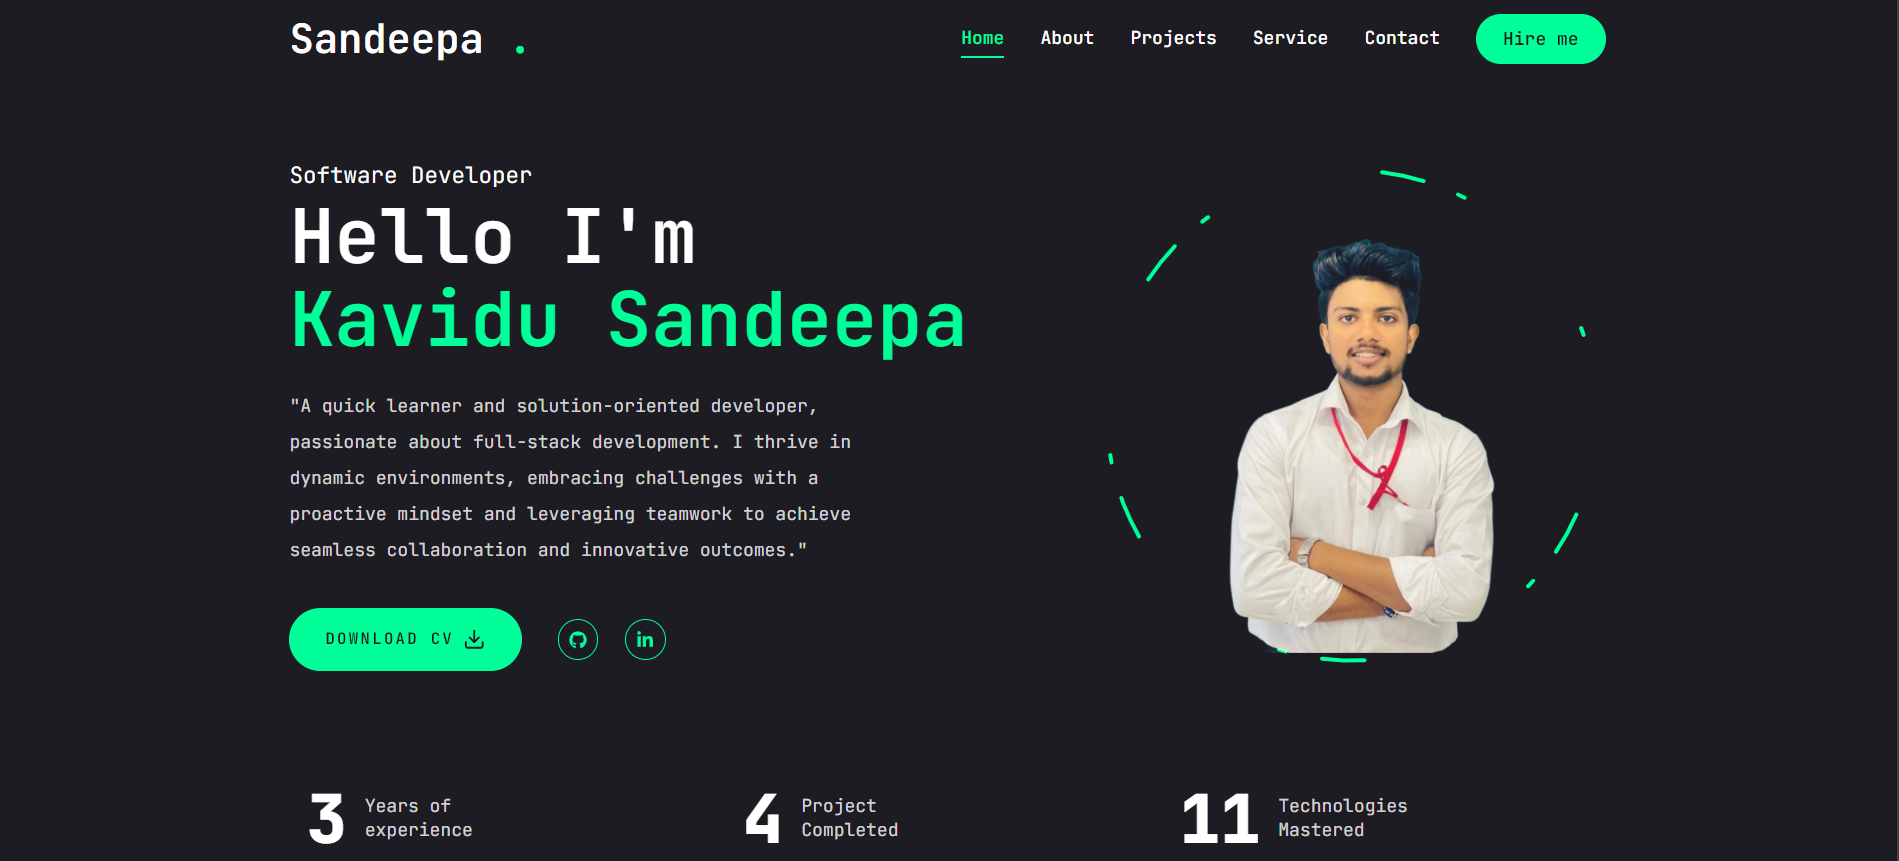 Sandeepa .
Home About Projects Service Contact Hire me
Software Developer
Hello I'm
Kavidu Sandeepa
"A quick learner and solution-oriented developer,
passionate about full-stack development. I thrive in
dynamic environments, embracing challenges with a
proactive mindset and leveraging teamwork to achieve
seamless collaboration and innovative outcomes."
DOWNLOAD CV
in
3 Years of
experience
4 Project
Completed
11 Technologies
Mastered